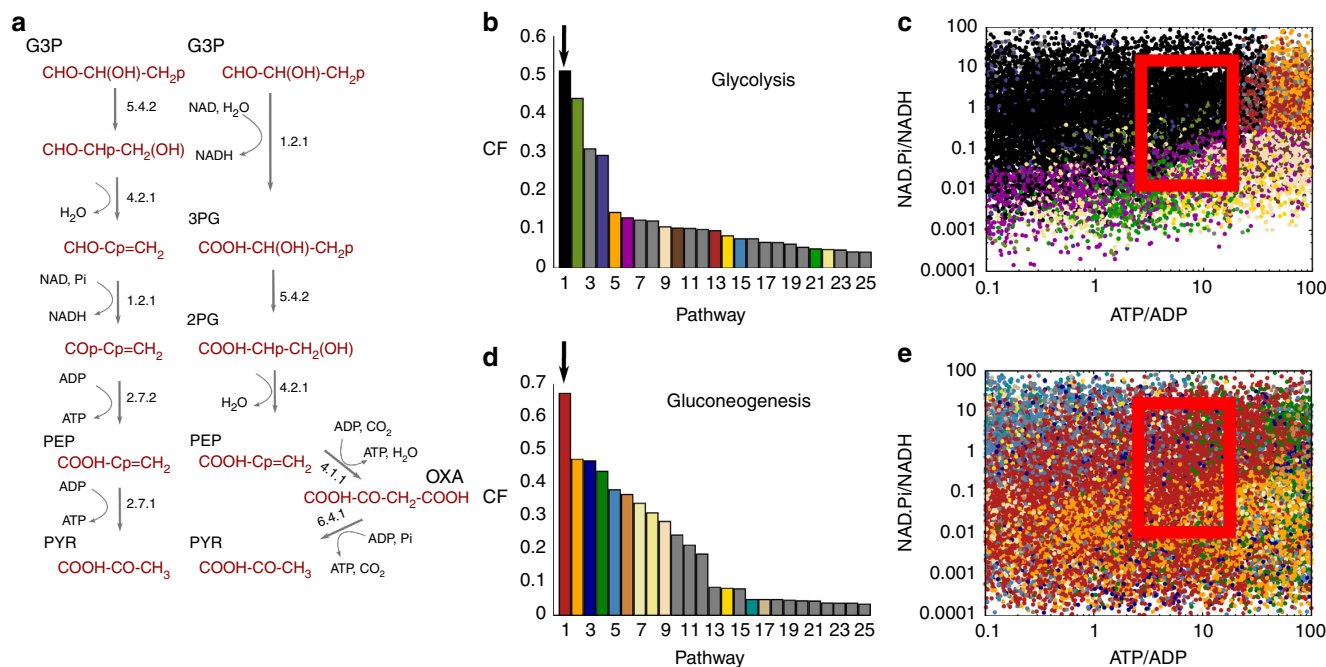 a
G3P
CHO-CH(OH)-CH2p
5.4.2
CHO-CHp-CH2(OH)
4.2.1
H2O
CHO-Cp=CH2
NAD, Pi
1.2.1
NADH
COp-Cp=CH2
ADP
2.7.2
ATP
PEP
COOH-Cp=CH2
ADP
2.7.1
ATP
PYR
COOH-CO-CH3
G3P
CHO-CH(OH)-CH2p
NAD, H2O
1.2.1
NADH
3PG
COOH-CH(OH)-CH2p
5.4.2
2PG
COOH-CHp-CH2(OH)
4.2.1
H2O
PEP
COOH-Cp=CH2
ADP, CO2
4.1.1
ATP, H2O
OXA
COOH-CO-CH2-COOH
6.4.1
ADP, Pi
ATP, CO2
PYR
COOH-CO-CH3
b
Glycolysis
CF
0.6
0.5
0.4
0.3
0.2
0.1
0
1 3 5 7 9 11 13 15 17 19 21 23 25
Pathway
c
NAD.Pi/NADH
100
10
1
0.1
0.01
0.001
0.0001
0.1 1 10 100
ATP/ADP
d
Gluconeogenesis
CF
0.7
0.6
0.5
0.4
0.3
0.2
0.1
0
1 3 5 7 9 11 13 15 17 19 21 23 25
Pathway
e
NAD.Pi/NADH
100
10
1
0.1
0.01
0.001
0.0001
0.1 1 10 100
ATP/ADP